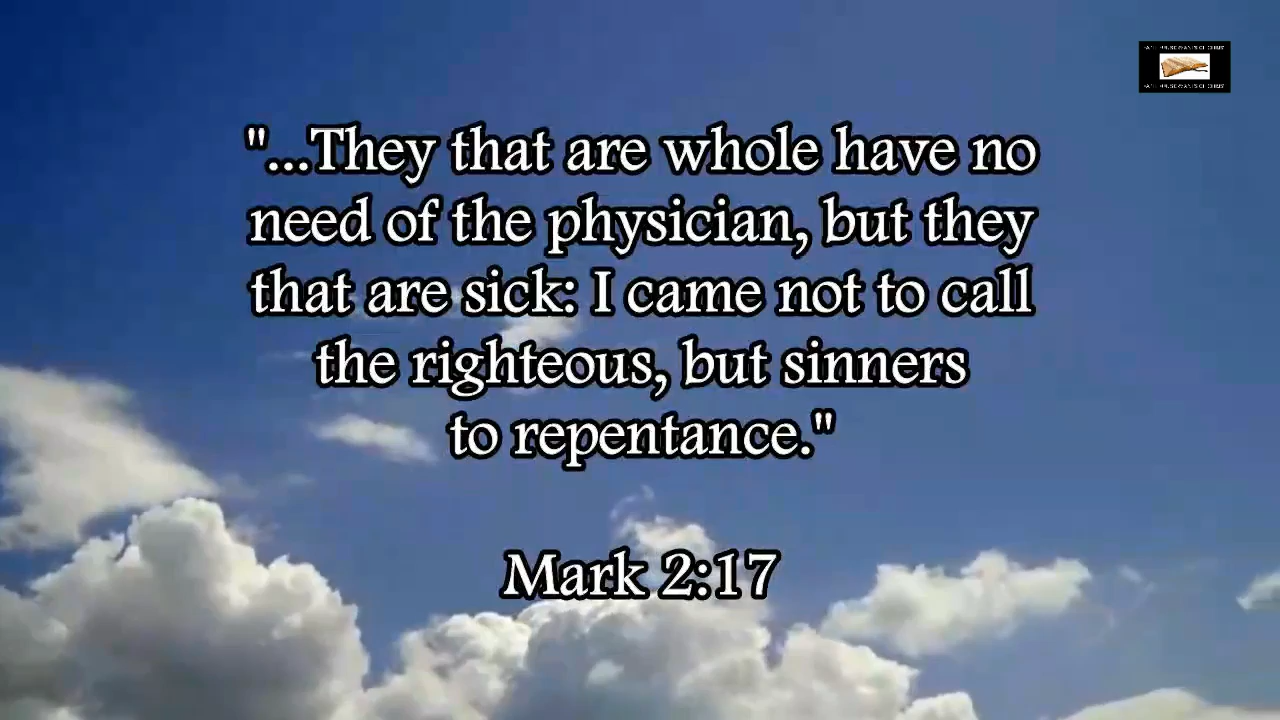 "...They that are whole have no
need of the physician, but they
that are sick: I came not to call
the righteous, but sinners
to repentance."
Mark 2:17